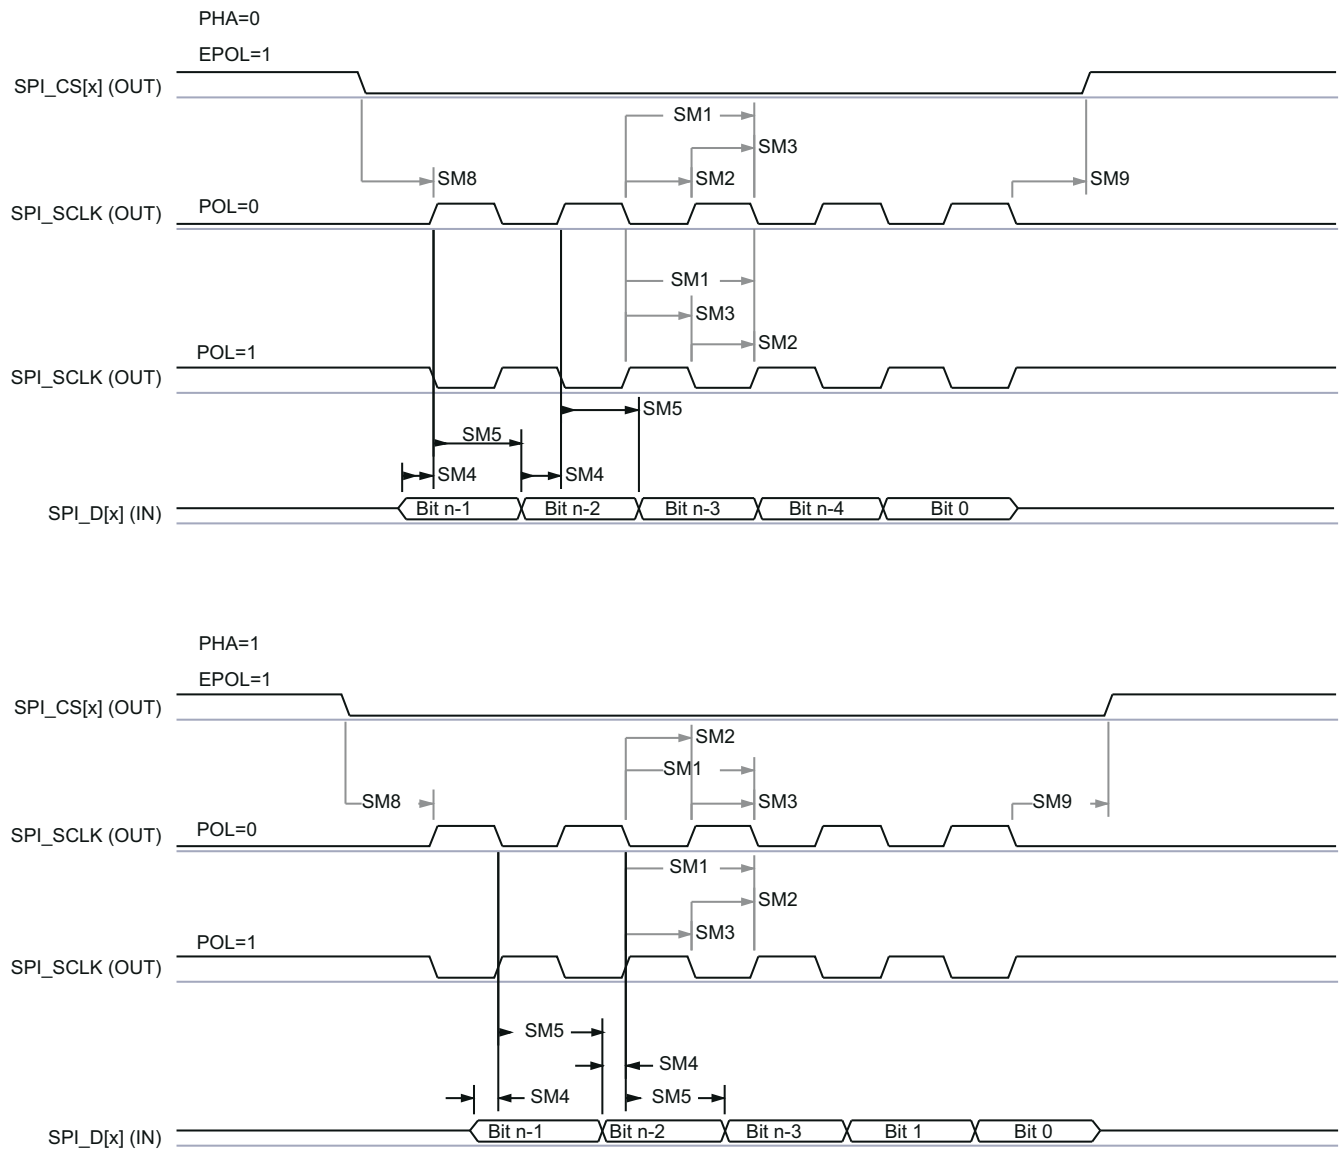 PHA=0
EPOL=1
SPI_CS[x] (OUT)
SM1
SM3
SM8
SM2
SM9
SPI_SCLK (OUT)
POL=0
SM1
SM3
SM2
POL=1
SPI_SCLK (OUT)
SM5
SM5
SM4
SM4
SPI_D[x] (IN)
Bit n-1
Bit n-2
Bit n-3
Bit n-4
Bit 0
PHA=1
EPOL=1
SPI_CS[x] (OUT)
SM2
SM1
SM8
SM3
SM9
SPI_SCLK (OUT)
POL=0
SM1
SM2
SM3
POL=1
SPI_SCLK (OUT)
SM5
SM4
SM4
SM5
SPI_D[x] (IN)
Bit n-1
Bit n-2
Bit n-3
Bit 1
Bit 0